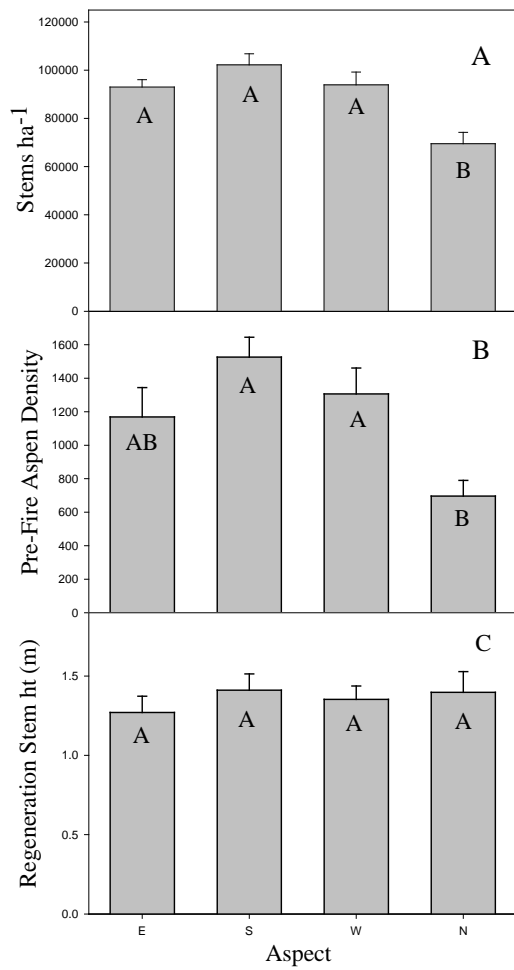 120000
100000
80000
60000
40000
20000
0
Stems ha-1
A
A
A
A
B
1600
1400
1200
1000
800
600
400
200
0
Pre-Fire Aspen Density
B
AB
A
A
B
1.5
1.0
0.5
0.0
Regeneration Stem ht (m)
C
A
A
A
A
E S W N
Aspect